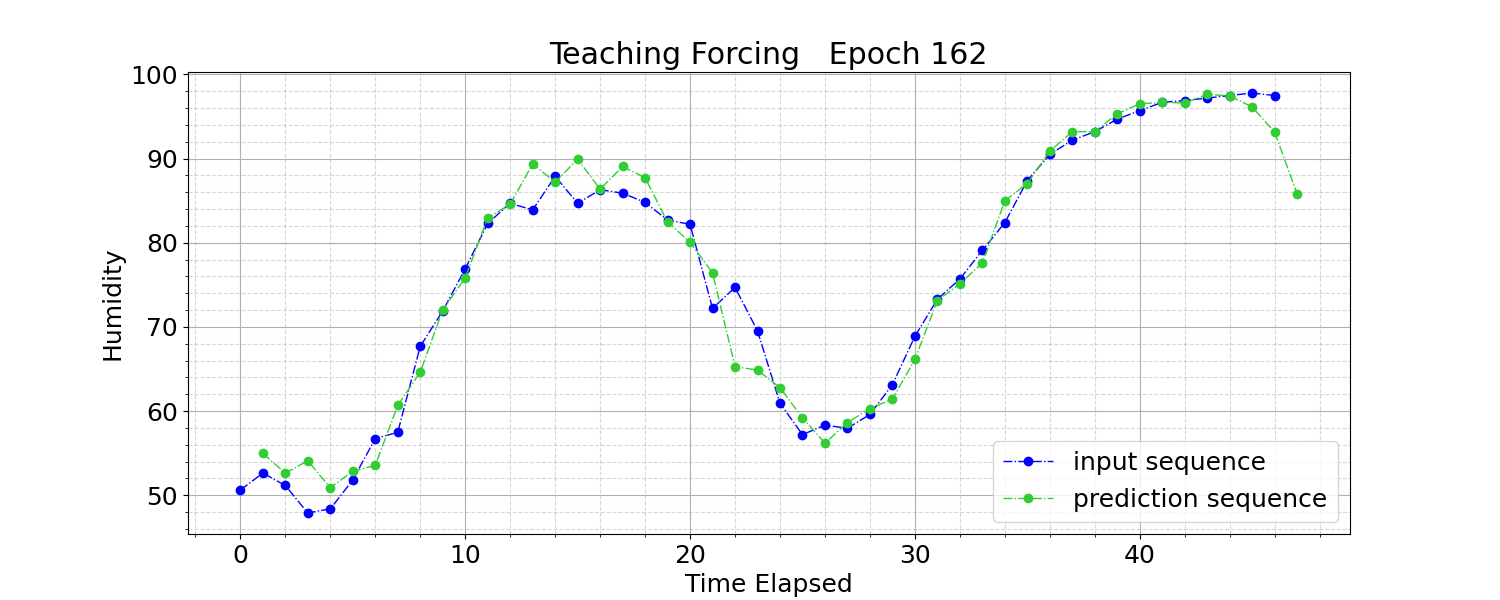 Teaching Forcing   Epoch 162
100
90
80
70
60
50
Humidity
0 10 20 30 40
Time Elapsed
input sequence
prediction sequence